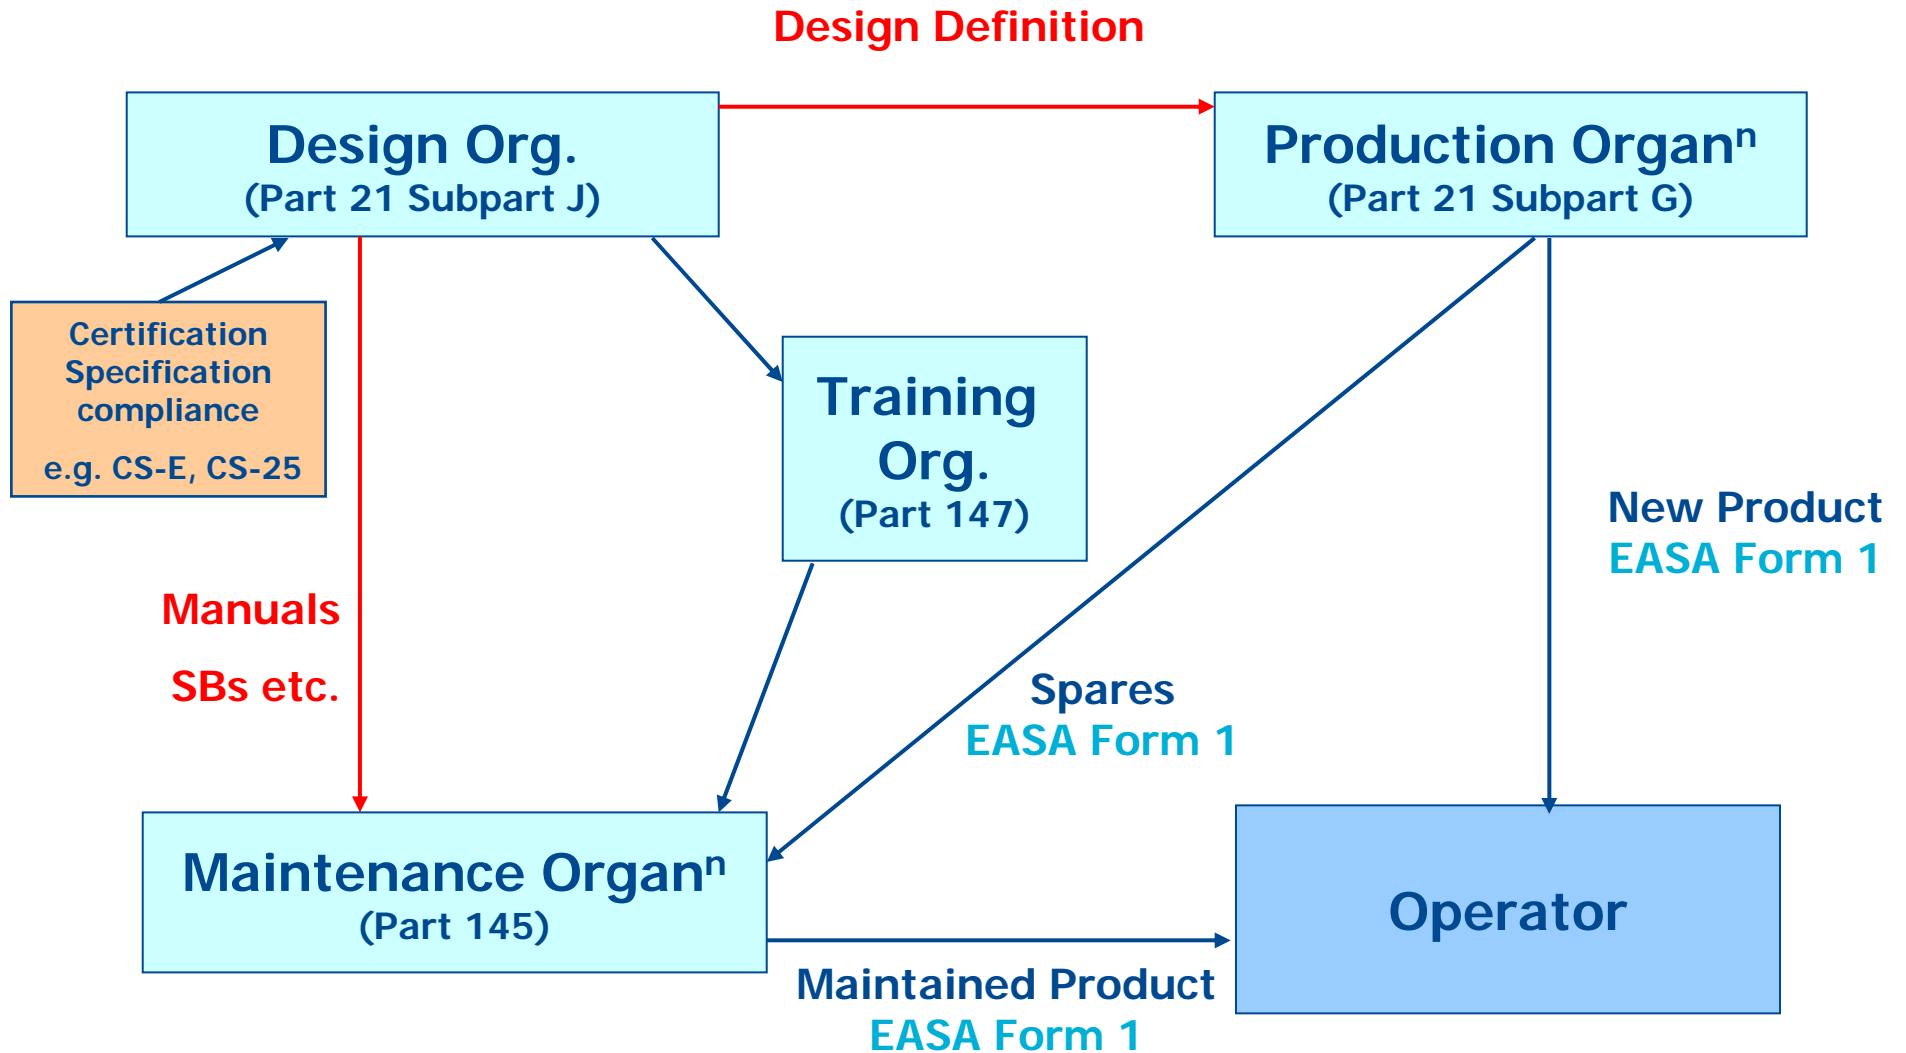 Design Definition
Design Org.
(Part 21 Subpart J)
Production Organⁿ
(Part 21 Subpart G)
Certification
Specification
compliance
e.g. CS-E, CS-25
Training
Org.
(Part 147)
New Product
EASA Form 1
Manuals
SBs etc.
Spares
EASA Form 1
Maintenance Organⁿ
(Part 145)
Operator
Maintained Product
EASA Form 1